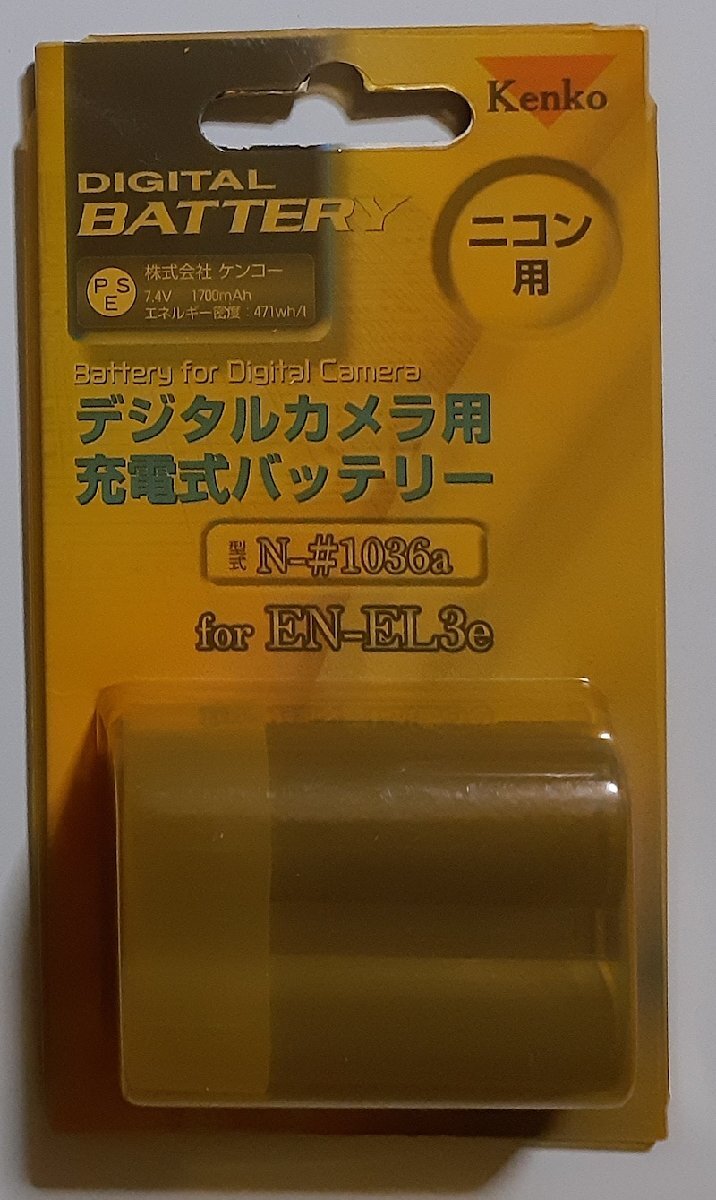 Kenko
DIGITAL
BATTERY
ニコン
用
PSE
株式会社 ケンコー
7.4V 1700mAh
エネルギー密度:471wh/l
Battery for Digital Camera
デジタルカメラ用
充電式バッテリー
型式 N-#1036a
for EN-EL3e